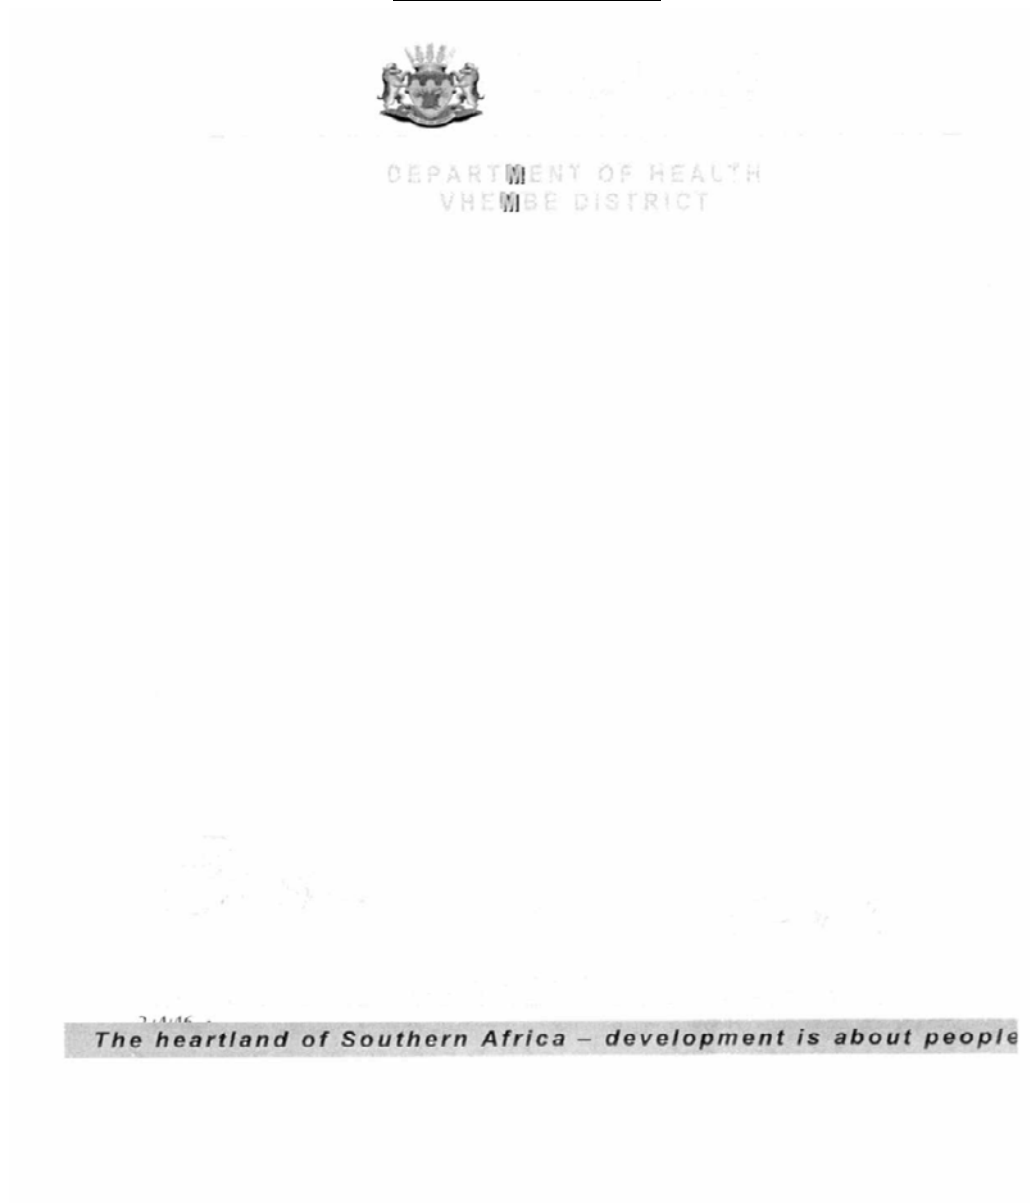 DEPARTMENT OF HEALTH
VHEMBE DISTRICT
The heartland of Southern Africa – development is about people